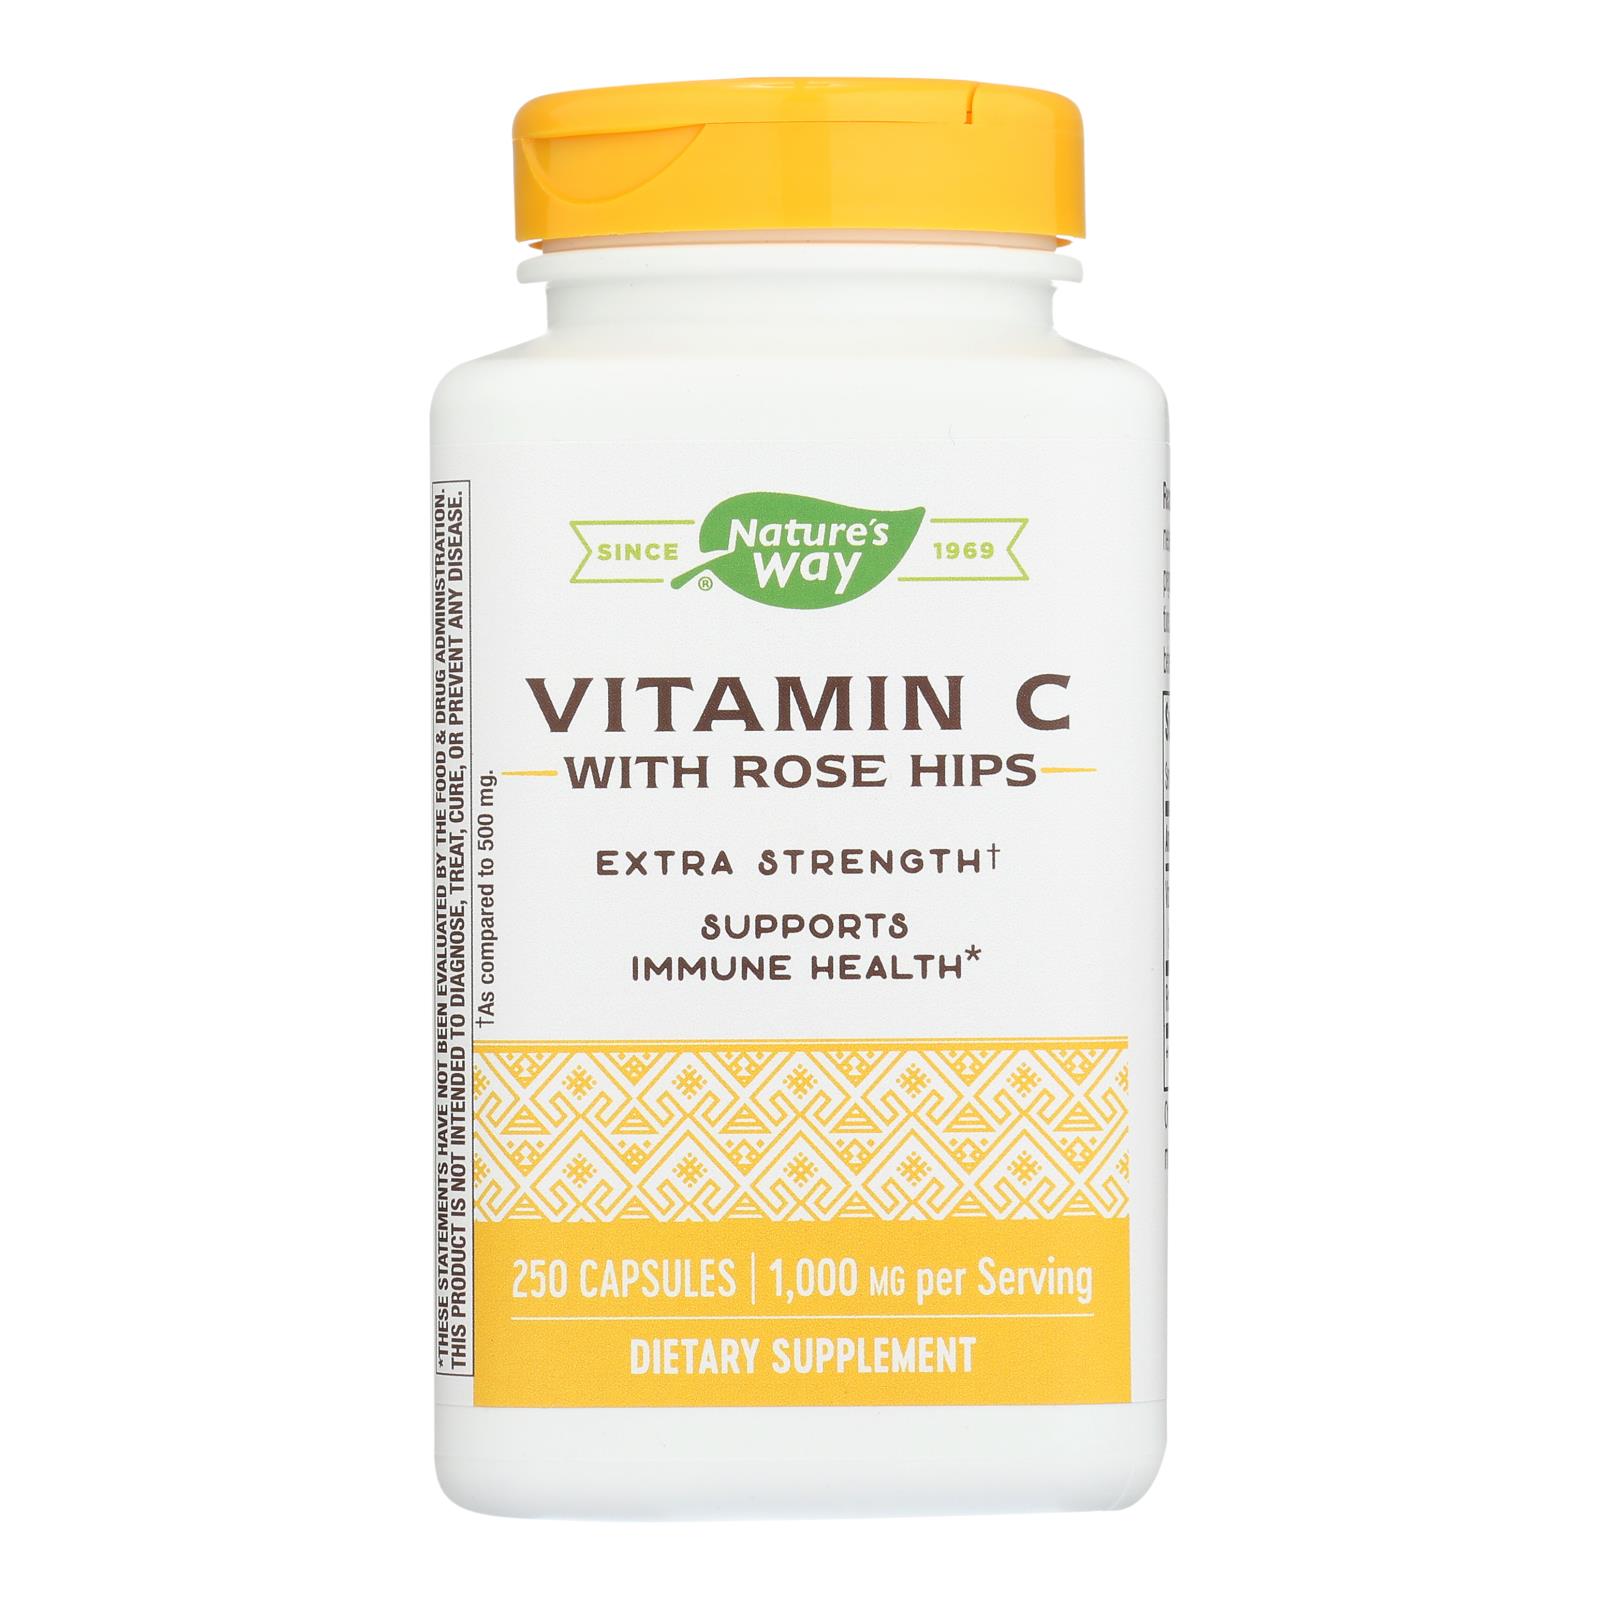 SINCE Nature's 1969
Way
®
VITAMIN C
WITH ROSE HIPS
EXTRA STRENGTH†
SUPPORTS
IMMUNE HEALTH*
250 CAPSULES | 1,000 MG per Serving
DIETARY SUPPLEMENT
*THESE STATEMENTS HAVE NOT BEEN EVALUATED BY THE FOOD & DRUG ADMINISTRATION.
THIS PRODUCT IS NOT INTENDED TO DIAGNOSE, TREAT, CURE, OR PREVENT ANY DISEASE.
†As compared to 500 mg.